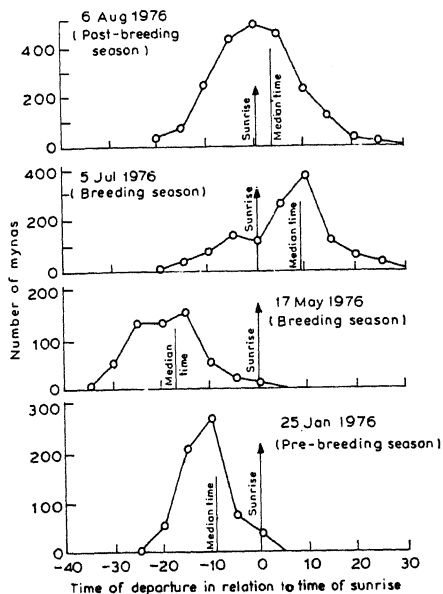 6 Aug 1976
(Post-breeding
season)
400
200
0
Sunrise
Median time
5 Jul 1976
(Breeding season)
400
200
0
Sunrise
Median time
Number of mynas
200
100
0
17 May 1976
(Breeding season)
Median
time
Sunrise
300
200
100
0
25 Jan 1976
(Pre-breeding season)
Median time
Sunrise
-40 -30 -20 -10 0 10 20 30
Time of departure in relation to time of sunrise